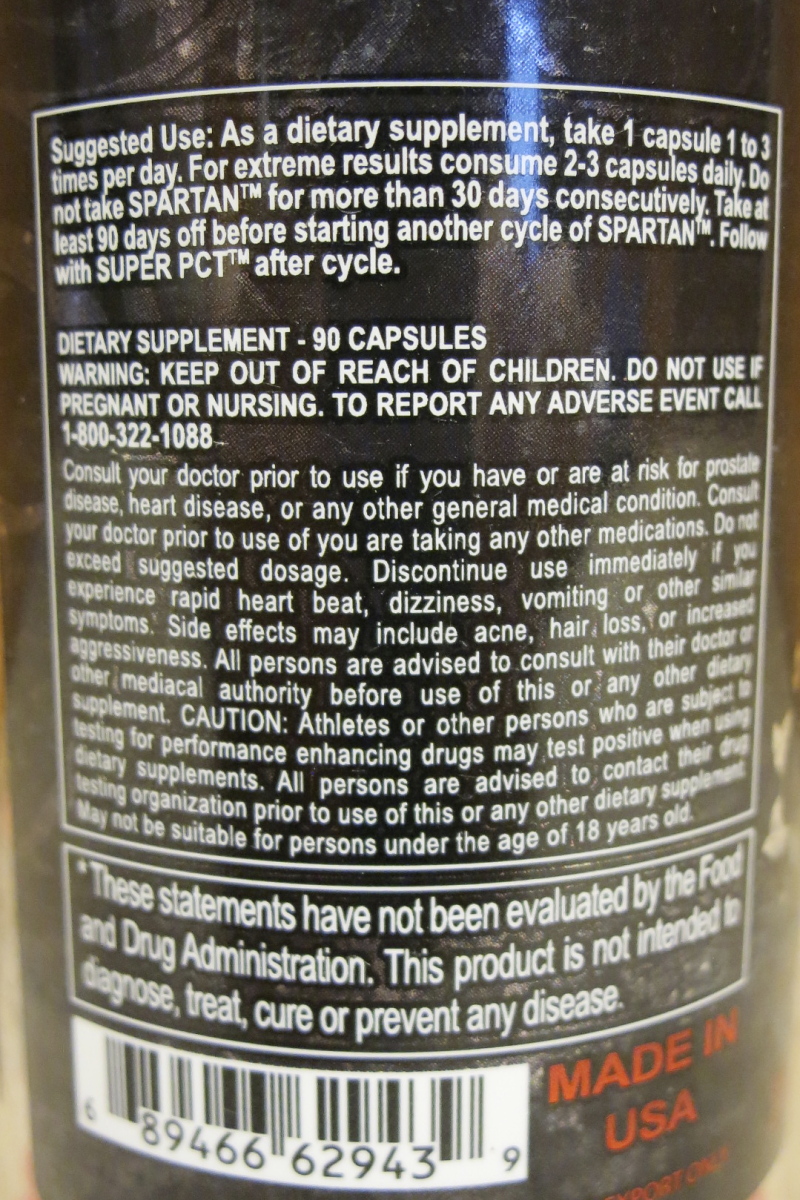 Suggested Use: As a dietary supplement, take 1 capsule 1 to 3
times per day. For extreme results consume 2-3 capsules daily. Do
not take SPARTAN™ for more than 30 days consecutively. Take at
least 90 days off before starting another cycle of SPARTAN™. Follow
with SUPER PCT™ after cycle.
DIETARY SUPPLEMENT - 90 CAPSULES
WARNING: KEEP OUT OF REACH OF CHILDREN. DO NOT USE IF
PREGNANT OR NURSING. TO REPORT ANY ADVERSE EVENT CALL
1-800-322-1088
Consult your doctor prior to use if you have or are at risk for prostate
disease, heart disease, or any other general medical condition. Consult
your doctor prior to use of you are taking any other medications. Do not
exceed suggested dosage. Discontinue use immediately if you
experience rapid heart beat, dizziness, vomiting or other similar
symptoms. Side effects may include acne, hair loss, or increased
aggressiveness. All persons are advised to consult with their doctor or
other mediacal authority before use of this or any other dietary
supplement. CAUTION: Athletes or other persons who are subject to
testing for performance enhancing drugs may test positive when using
dietary supplements. All persons are advised to contact their drug
testing organization prior to use of this or any other dietary supplement.
May not be suitable for persons under the age of 18 years old.
*These statements have not been evaluated by the Food
and Drug Administration. This product is not intended to
diagnose, treat, cure or prevent any disease.
MADE IN
USA
EXPORT ONLY
6 89466 62943 9